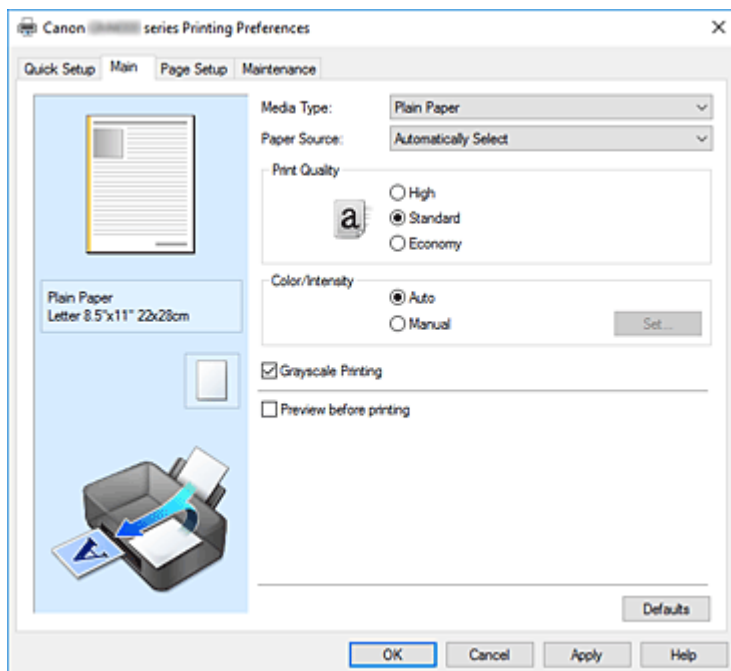 Canon series Printing Preferences
Quick Setup Main Page Setup Maintenance
Media Type: Plain Paper
Paper Source: Automatically Select
Print Quality
High
a Standard
Economy
Color/Intensity
Plain Paper
Letter 8.5"x11" 22x28cm
Auto
Manual Set...
Grayscale Printing
Preview before printing
A
Defaults
OK Cancel Apply Help